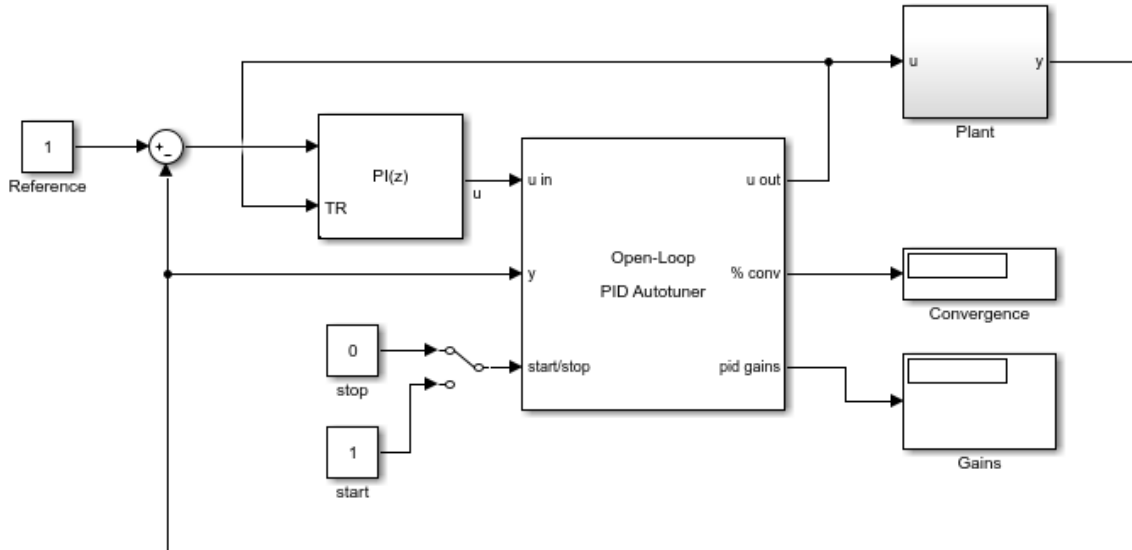 u
y
Plant
1
Reference
+
-
PI(z)
TR
u
u in
u out
y
Open-Loop
PID Autotuner
% conv
Convergence
0
stop
start/stop
pid gains
1
start
Gains